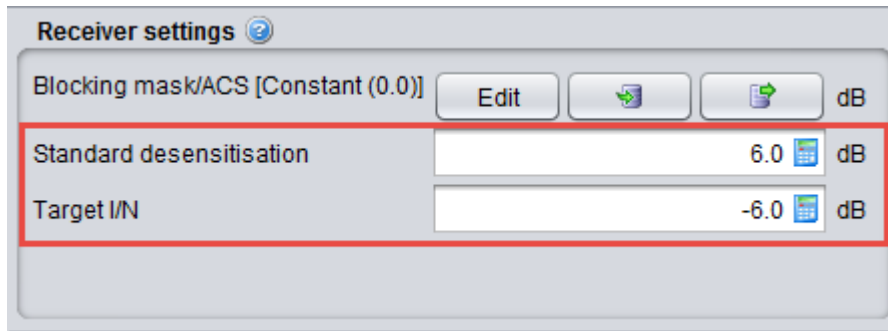 Receiver settings
Blocking mask/ACS [Constant (0.0)] Edit dB
Standard desensitisation 6.0 dB
Target I/N -6.0 dB